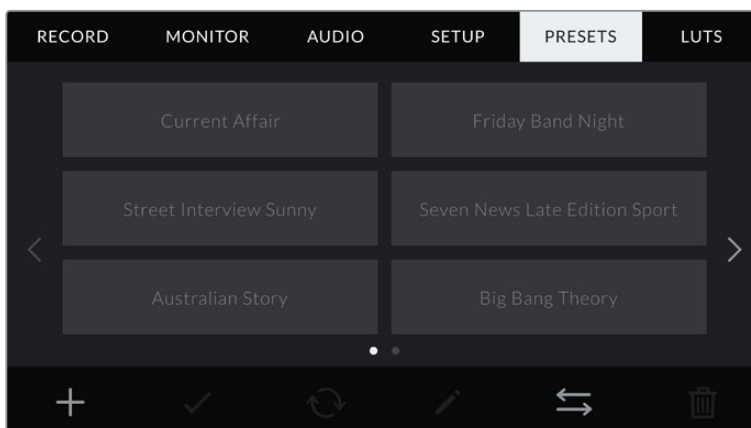 RECORD MONITOR AUDIO SETUP PRESETS LUTS
Current Affair Friday Band Night
Street Interview Sunny Seven News Late Edition Sport
Australian Story Big Bang Theory